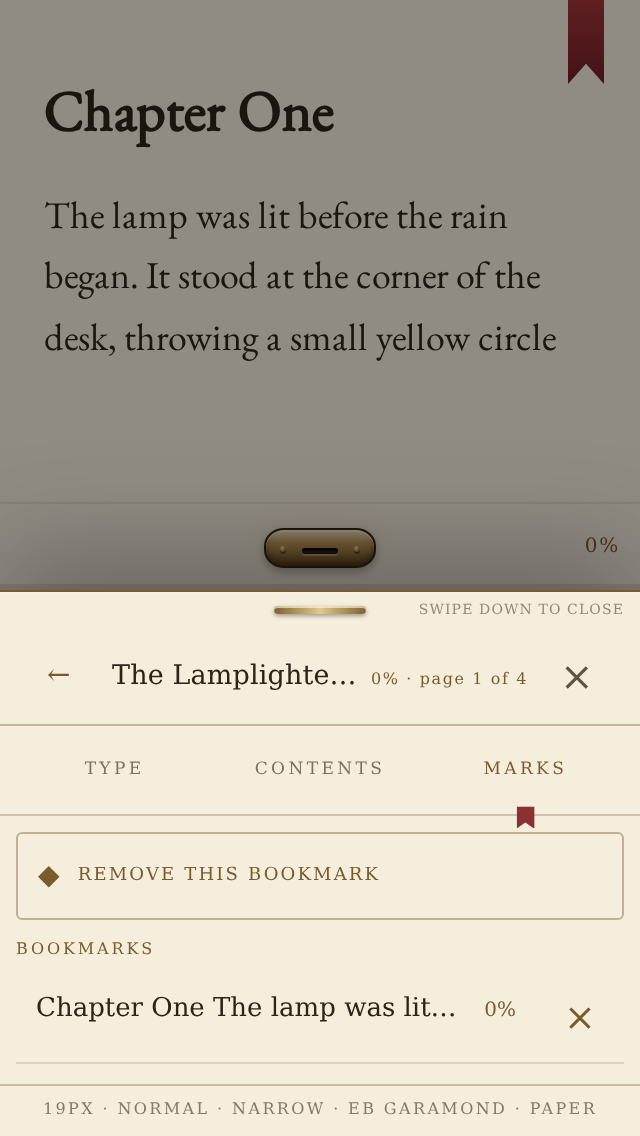 Chapter One
The lamp was lit before the rain
began. It stood at the corner of the
desk, throwing a small yellow circle
0%
SWIPE DOWN TO CLOSE
← The Lamplighte… 0% · page 1 of 4 ×
TYPE CONTENTS MARKS
◆ REMOVE THIS BOOKMARK
BOOKMARKS
Chapter One The lamp was lit… 0% ×
19PX · NORMAL · NARROW · EB GARAMOND · PAPER